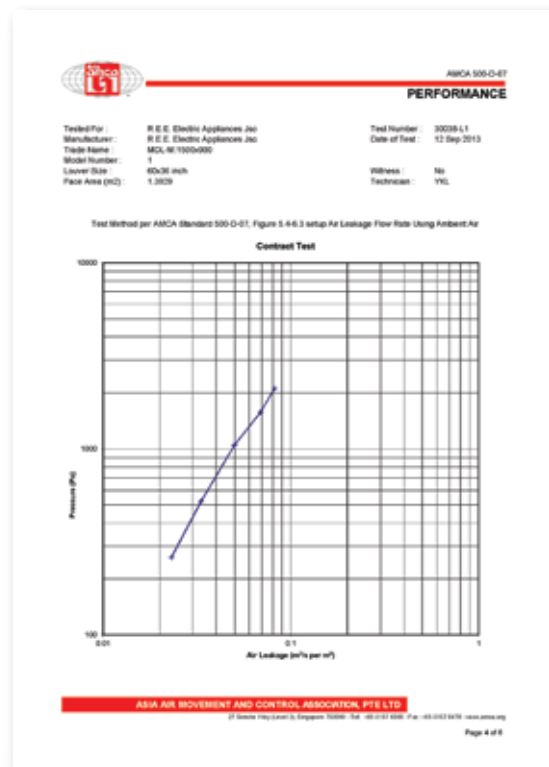 amca
AMCA 500-D-07
PERFORMANCE
Tested For : R.E.E. Electric Appliances Jsc Test Number : 30038-L1
Manufacturer : R.E.E. Electric Appliances Jsc Date of Test : 12 Sep 2013
Trade Name :
Model Number : 1
Louver Size : 60x36 inch Witness : No
Face Area (m2) : Technician : YKL
Test Method per AMCA Standard 500-D-07, Figure 5.4-6.3 setup Air Leakage Flow Rate Using Ambient Air
Contract Test
10000
1000
100
Pressure (Pa)
0.01 0.1 1
Air Leakage (m³/s per m²)
ASIA AIR MOVEMENT AND CONTROL ASSOCIATION, PTE LTD
Page 4 of 6